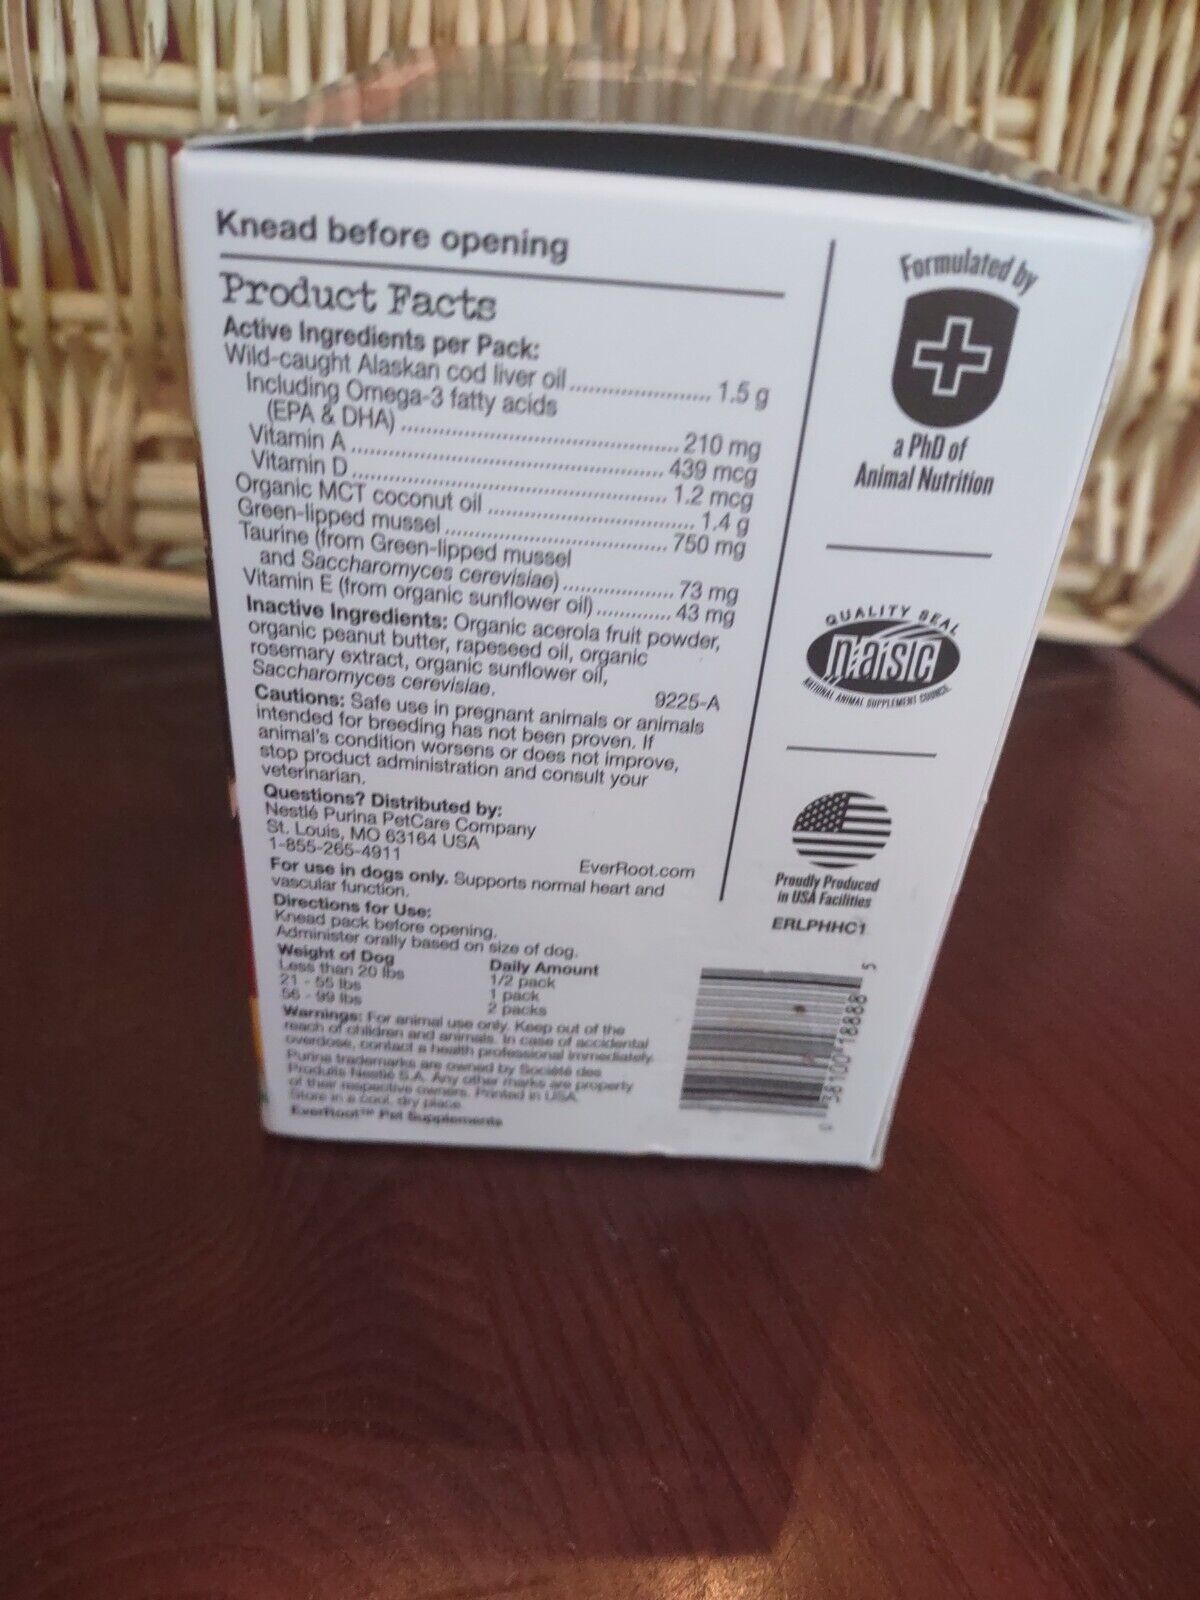 Knead before opening
Product Facts
Active Ingredients per Pack:
Wild-caught Alaskan cod liver oil .................... 1.5 g
Including Omega-3 fatty acids
(EPA & DHA) ........................................ 210 mg
Vitamin A ............................................. 439 mcg
Vitamin D ............................................. 1.2 mcg
Organic MCT coconut oil .............................. 1.4 g
Green-lipped mussel ................................ 750 mg
Taurine (from Green-lipped mussel
and Saccharomyces cerevisiae) ................. 73 mg
Vitamin E (from organic sunflower oil) ............ 43 mg
Inactive Ingredients: Organic acerola fruit powder,
organic peanut butter, rapeseed oil, organic
rosemary extract, organic sunflower oil,
Saccharomyces cerevisiae. 9225-A
Cautions: Safe use in pregnant animals or animals
intended for breeding has not been proven. If
animal's condition worsens or does not improve,
stop product administration and consult your
veterinarian.
Questions? Distributed by:
Nestlé Purina PetCare Company
St. Louis, MO 63164 USA
1-855-265-4911 EverRoot.com
For use in dogs only. Supports normal heart and
vascular function.
Directions for Use:
Knead pack before opening.
Administer orally based on size of dog.
Weight of Dog Daily Amount
Less than 20 lbs 1/2 pack
21 - 55 lbs 1 pack
56 - 99 lbs 2 packs
Warnings: For animal use only. Keep out of the
reach of children and animals. In case of accidental
overdose, contact a health professional immediately.
Purina trademarks are owned by Société des
Produits Nestlé S.A. Any other marks are property
of their respective owners. Printed in USA
Store in a cool, dry place.
EverRoot™ Pet Supplements
Formulated by
a PhD of
Animal Nutrition
QUALITY SEAL
nasc
NATIONAL ANIMAL SUPPLEMENT COUNCIL
Proudly Produced
in USA Facilities
ERLPHHC1
0 38100 18888 5